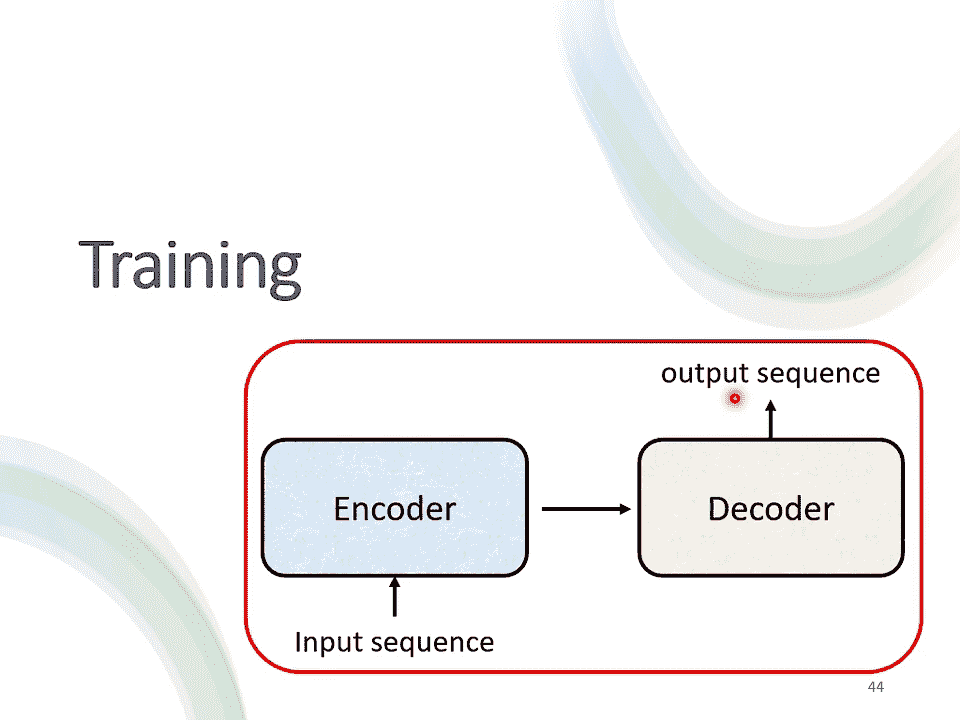 Training
output sequence
Encoder
Decoder
Input sequence
44